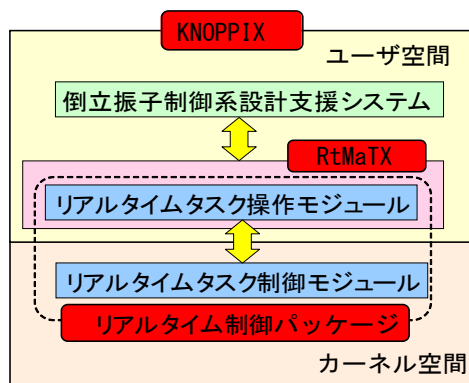 KNOPPIX
ユーザ空間
倒立振子制御系設計支援システム
RtMaTX
リアルタイムタスク操作モジュール
リアルタイムタスク制御モジュール
リアルタイム制御パッケージ
カーネル空間